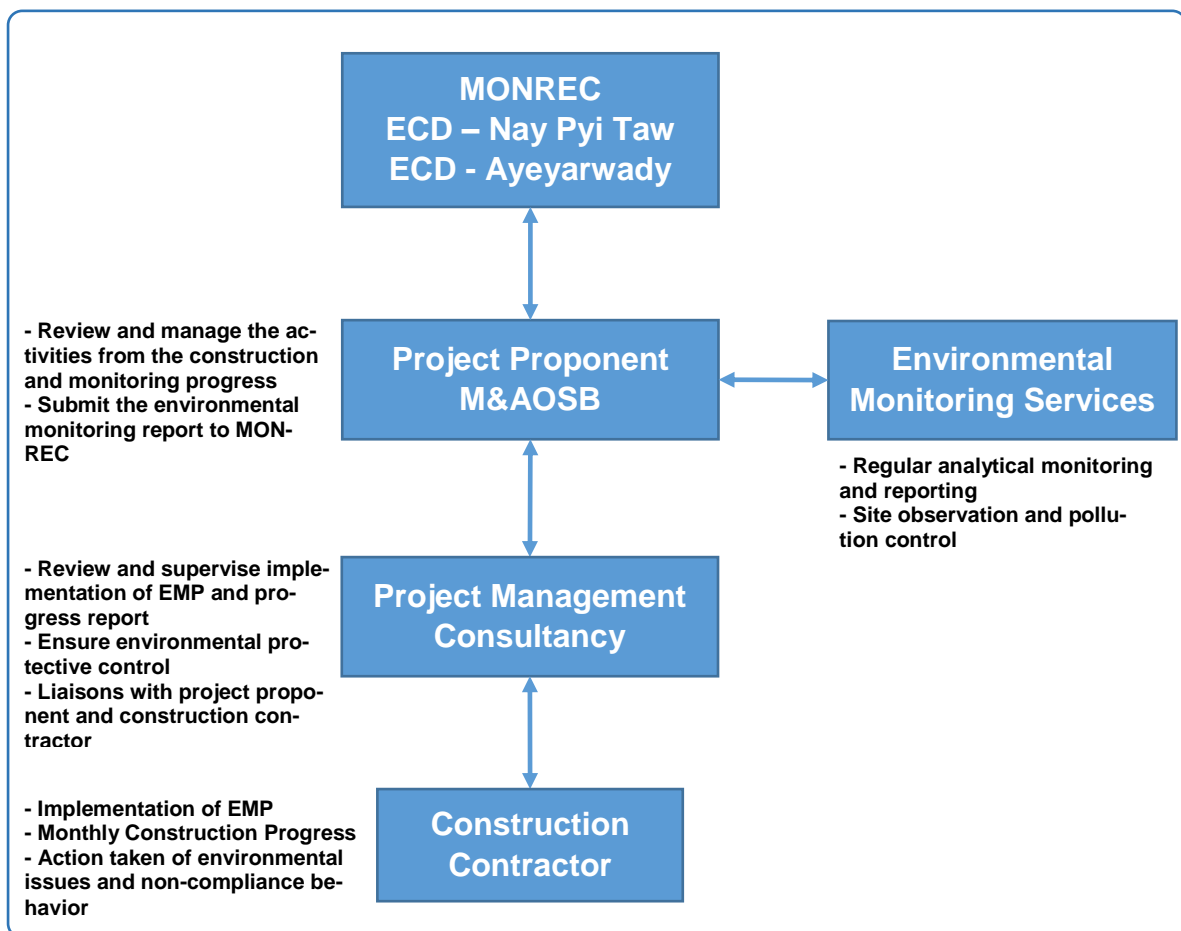 MONREC
ECD – Nay Pyi Taw
ECD - Ayeyarwady
- Review and manage the ac-
tivities from the construction
and monitoring progress
- Submit the environmental
monitoring report to MON-
REC
Project Proponent
M&AOSB
Environmental
Monitoring Services
- Regular analytical monitoring
and reporting
- Site observation and pollu-
tion control
- Review and supervise imple-
mentation of EMP and pro-
gress report
- Ensure environmental pro-
tective control
- Liaisons with project propo-
nent and construction con-
tractor
Project Management
Consultancy
- Implementation of EMP
- Monthly Construction Progress
- Action taken of environmental
issues and non-compliance be-
havior
Construction
Contractor